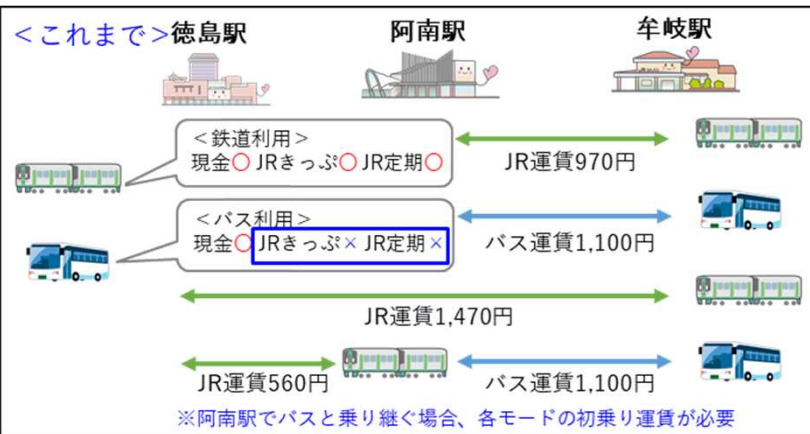 ＜これまで＞徳島駅 阿南駅 牟岐駅
＜鉄道利用＞
現金○ JRきっぷ○ JR定期○
JR運賃970円
＜バス利用＞
現金○ JRきっぷ× JR定期×
バス運賃1,100円
JR運賃1,470円
JR運賃560円 バス運賃1,100円
※阿南駅でバスと乗り継ぐ場合、各モードの初乗り運賃が必要